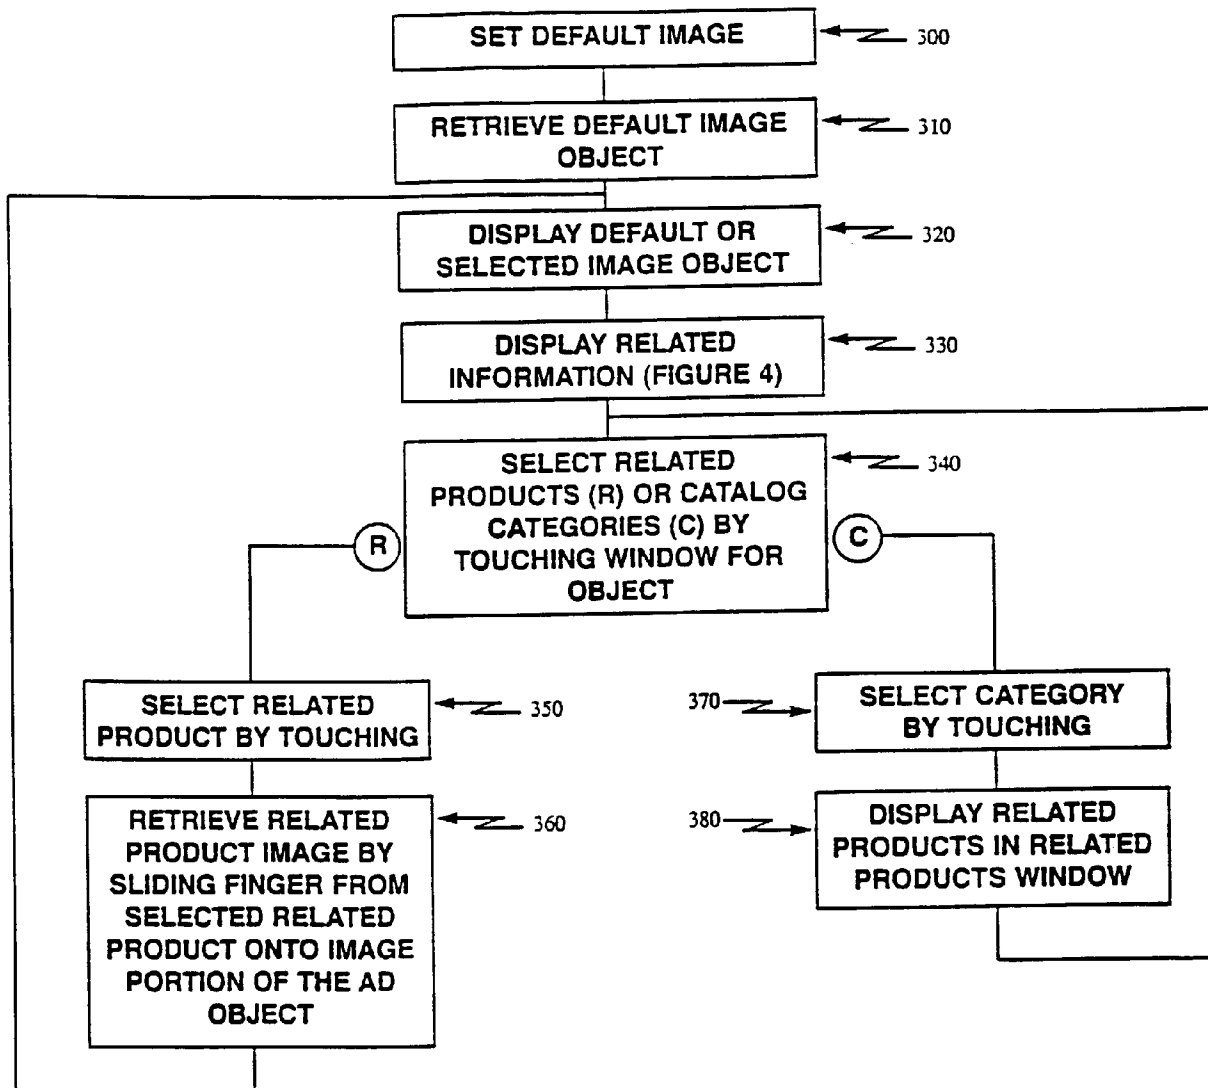 SET DEFAULT IMAGE
300
RETRIEVE DEFAULT IMAGE
OBJECT
310
DISPLAY DEFAULT OR
SELECTED IMAGE OBJECT
320
DISPLAY RELATED
INFORMATION (FIGURE 4)
330
SELECT RELATED
PRODUCTS (R) OR CATALOG
CATEGORIES (C) BY
TOUCHING WINDOW FOR
OBJECT
340
R
C
SELECT RELATED
PRODUCT BY TOUCHING
350
370
SELECT CATEGORY
BY TOUCHING
RETRIEVE RELATED
PRODUCT IMAGE BY
SLIDING FINGER FROM
SELECTED RELATED
PRODUCT ONTO IMAGE
PORTION OF THE AD
OBJECT
360
380
DISPLAY RELATED
PRODUCTS IN RELATED
PRODUCTS WINDOW